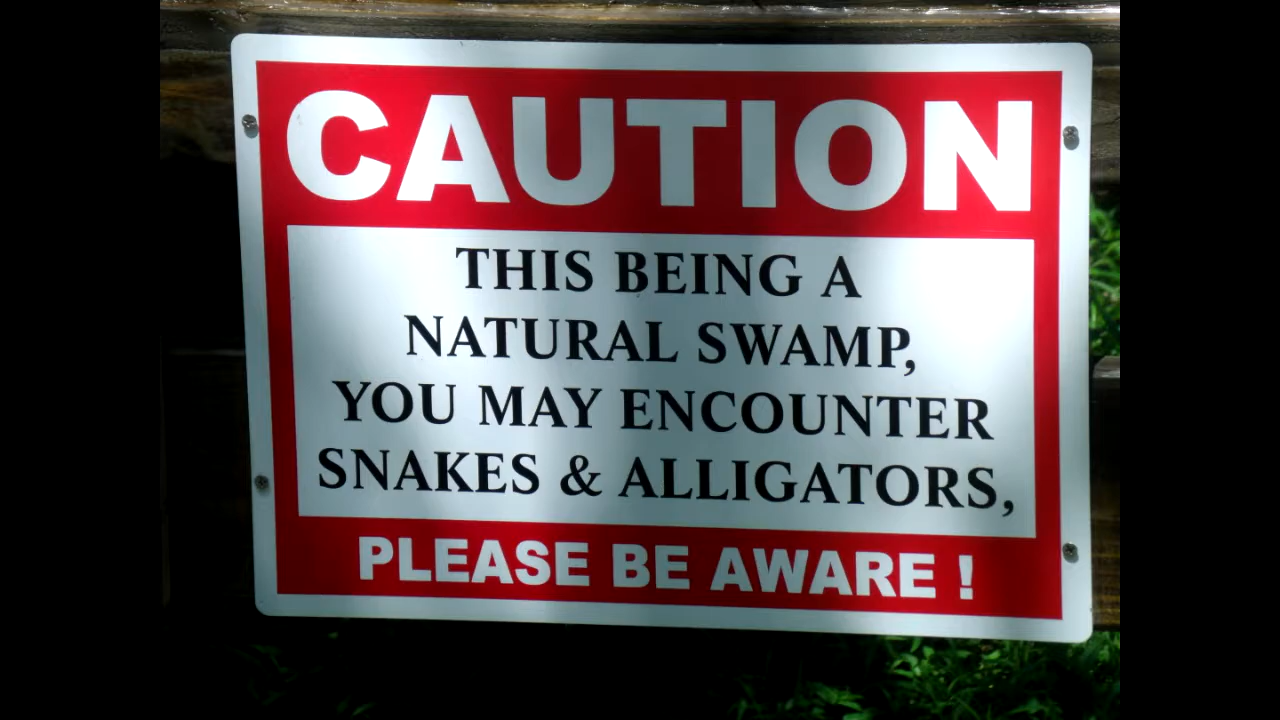 CAUTION
THIS BEING A
NATURAL SWAMP,
YOU MAY ENCOUNTER
SNAKES & ALLIGATORS,
PLEASE BE AWARE !